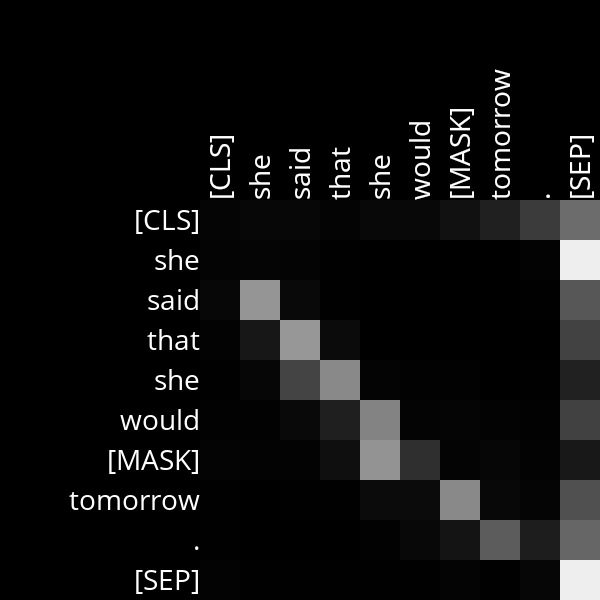 [CLS] she said that she would [MASK] tomorrow . [SEP]
[CLS]
she
said
that
she
would
[MASK]
tomorrow
.
[SEP]